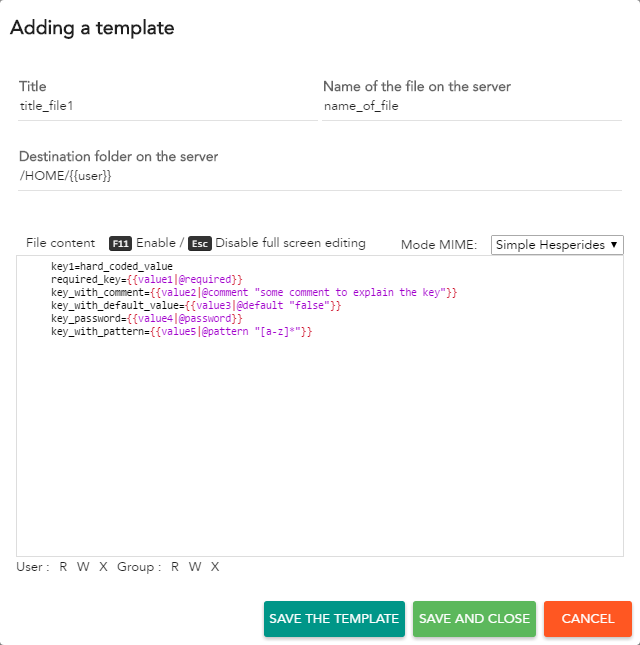 Adding a template
Title
Name of the file on the server
title_file1
name_of_file
Destination folder on the server
/HOME/{{user}}
File content F11 Enable / Esc Disable full screen editing Mode MIME: Simple Hesperides ▼
key1=hard_coded_value
required_key={{value1|@required}}
key_with_comment={{value2|@comment "some comment to explain the key"}}
key_with_default_value={{value3|@default "false"}}
key_password={{value4|@password}}
key_with_pattern={{value5|@pattern "[a-z]*"}}
User : R W X Group : R W X
SAVE THE TEMPLATE SAVE AND CLOSE CANCEL